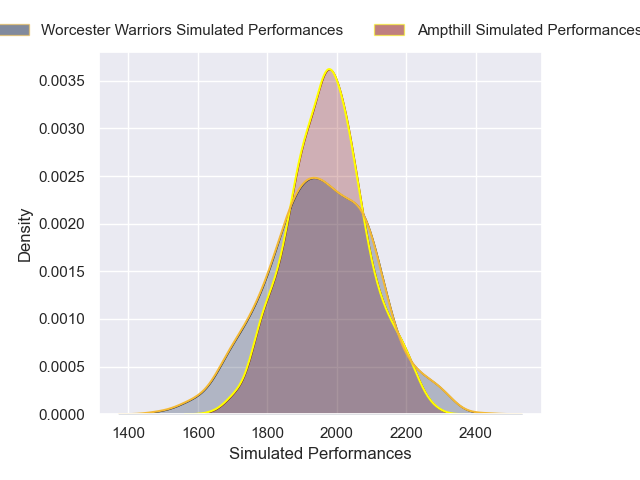 Worcester Warriors Simulated Performances
Ampthill Simulated Performances
0.0035
0.0030
0.0025
0.0020
0.0015
0.0010
0.0005
0.0000
Density
1400 1600 1800 2000 2200 2400
Simulated Performances